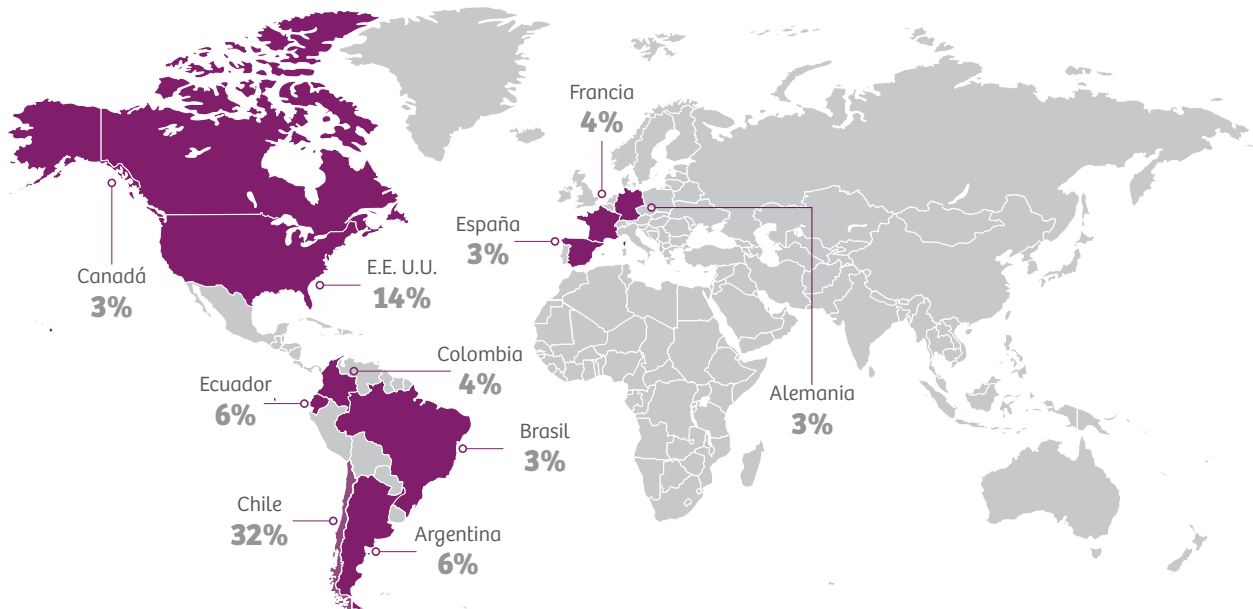 Francia
4%
España
3%
Canadá
3%
E.E. U.U.
14%
Colombia
4%
Ecuador
6%
Alemania
3%
Brasil
3%
Chile
32%
Argentina
6%